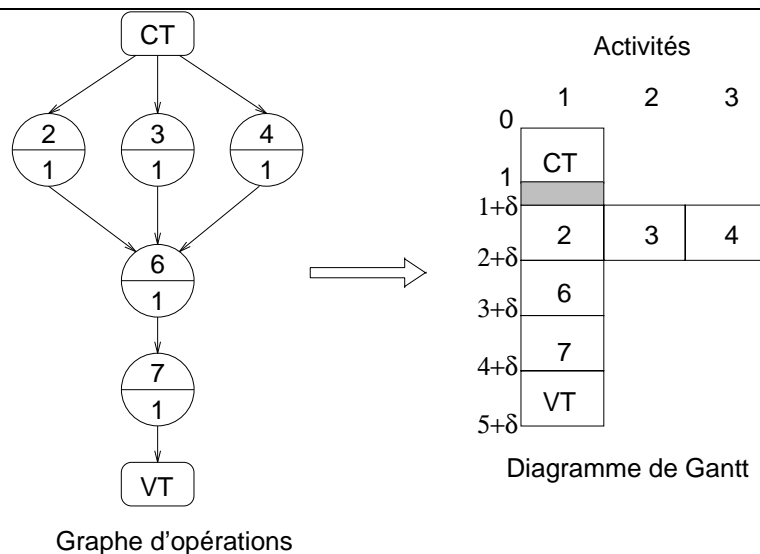 CT
2
1
3
1
4
1
6
1
7
1
VT
Graphe d'opérations
Activités
1 2 3
0
CT
1
1+δ
2 3 4
2+δ
6
3+δ
7
4+δ
VT
5+δ
Diagramme de Gantt